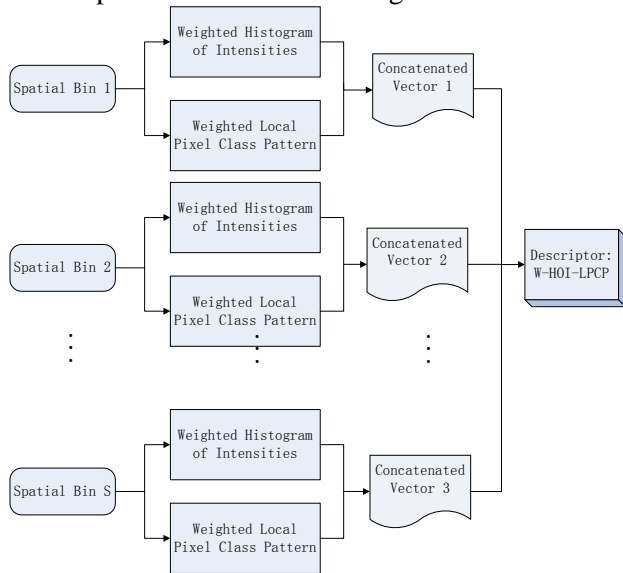 Weighted Histogram
of Intensities
Spatial Bin 1
Concatenated
Vector 1
Weighted Local
Pixel Class Pattern
Weighted Histogram
of Intensities
Spatial Bin 2
Concatenated
Vector 2
Descriptor:
W-HOI-LPCP
Weighted Local
Pixel Class Pattern
Weighted Histogram
of Intensities
Spatial Bin S
Concatenated
Vector 3
Weighted Local
Pixel Class Pattern